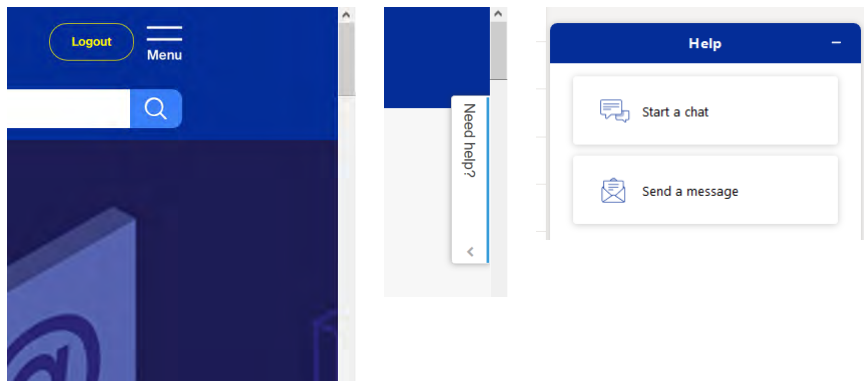 Logout
Menu
Need help?
Help
Start a chat
Send a message